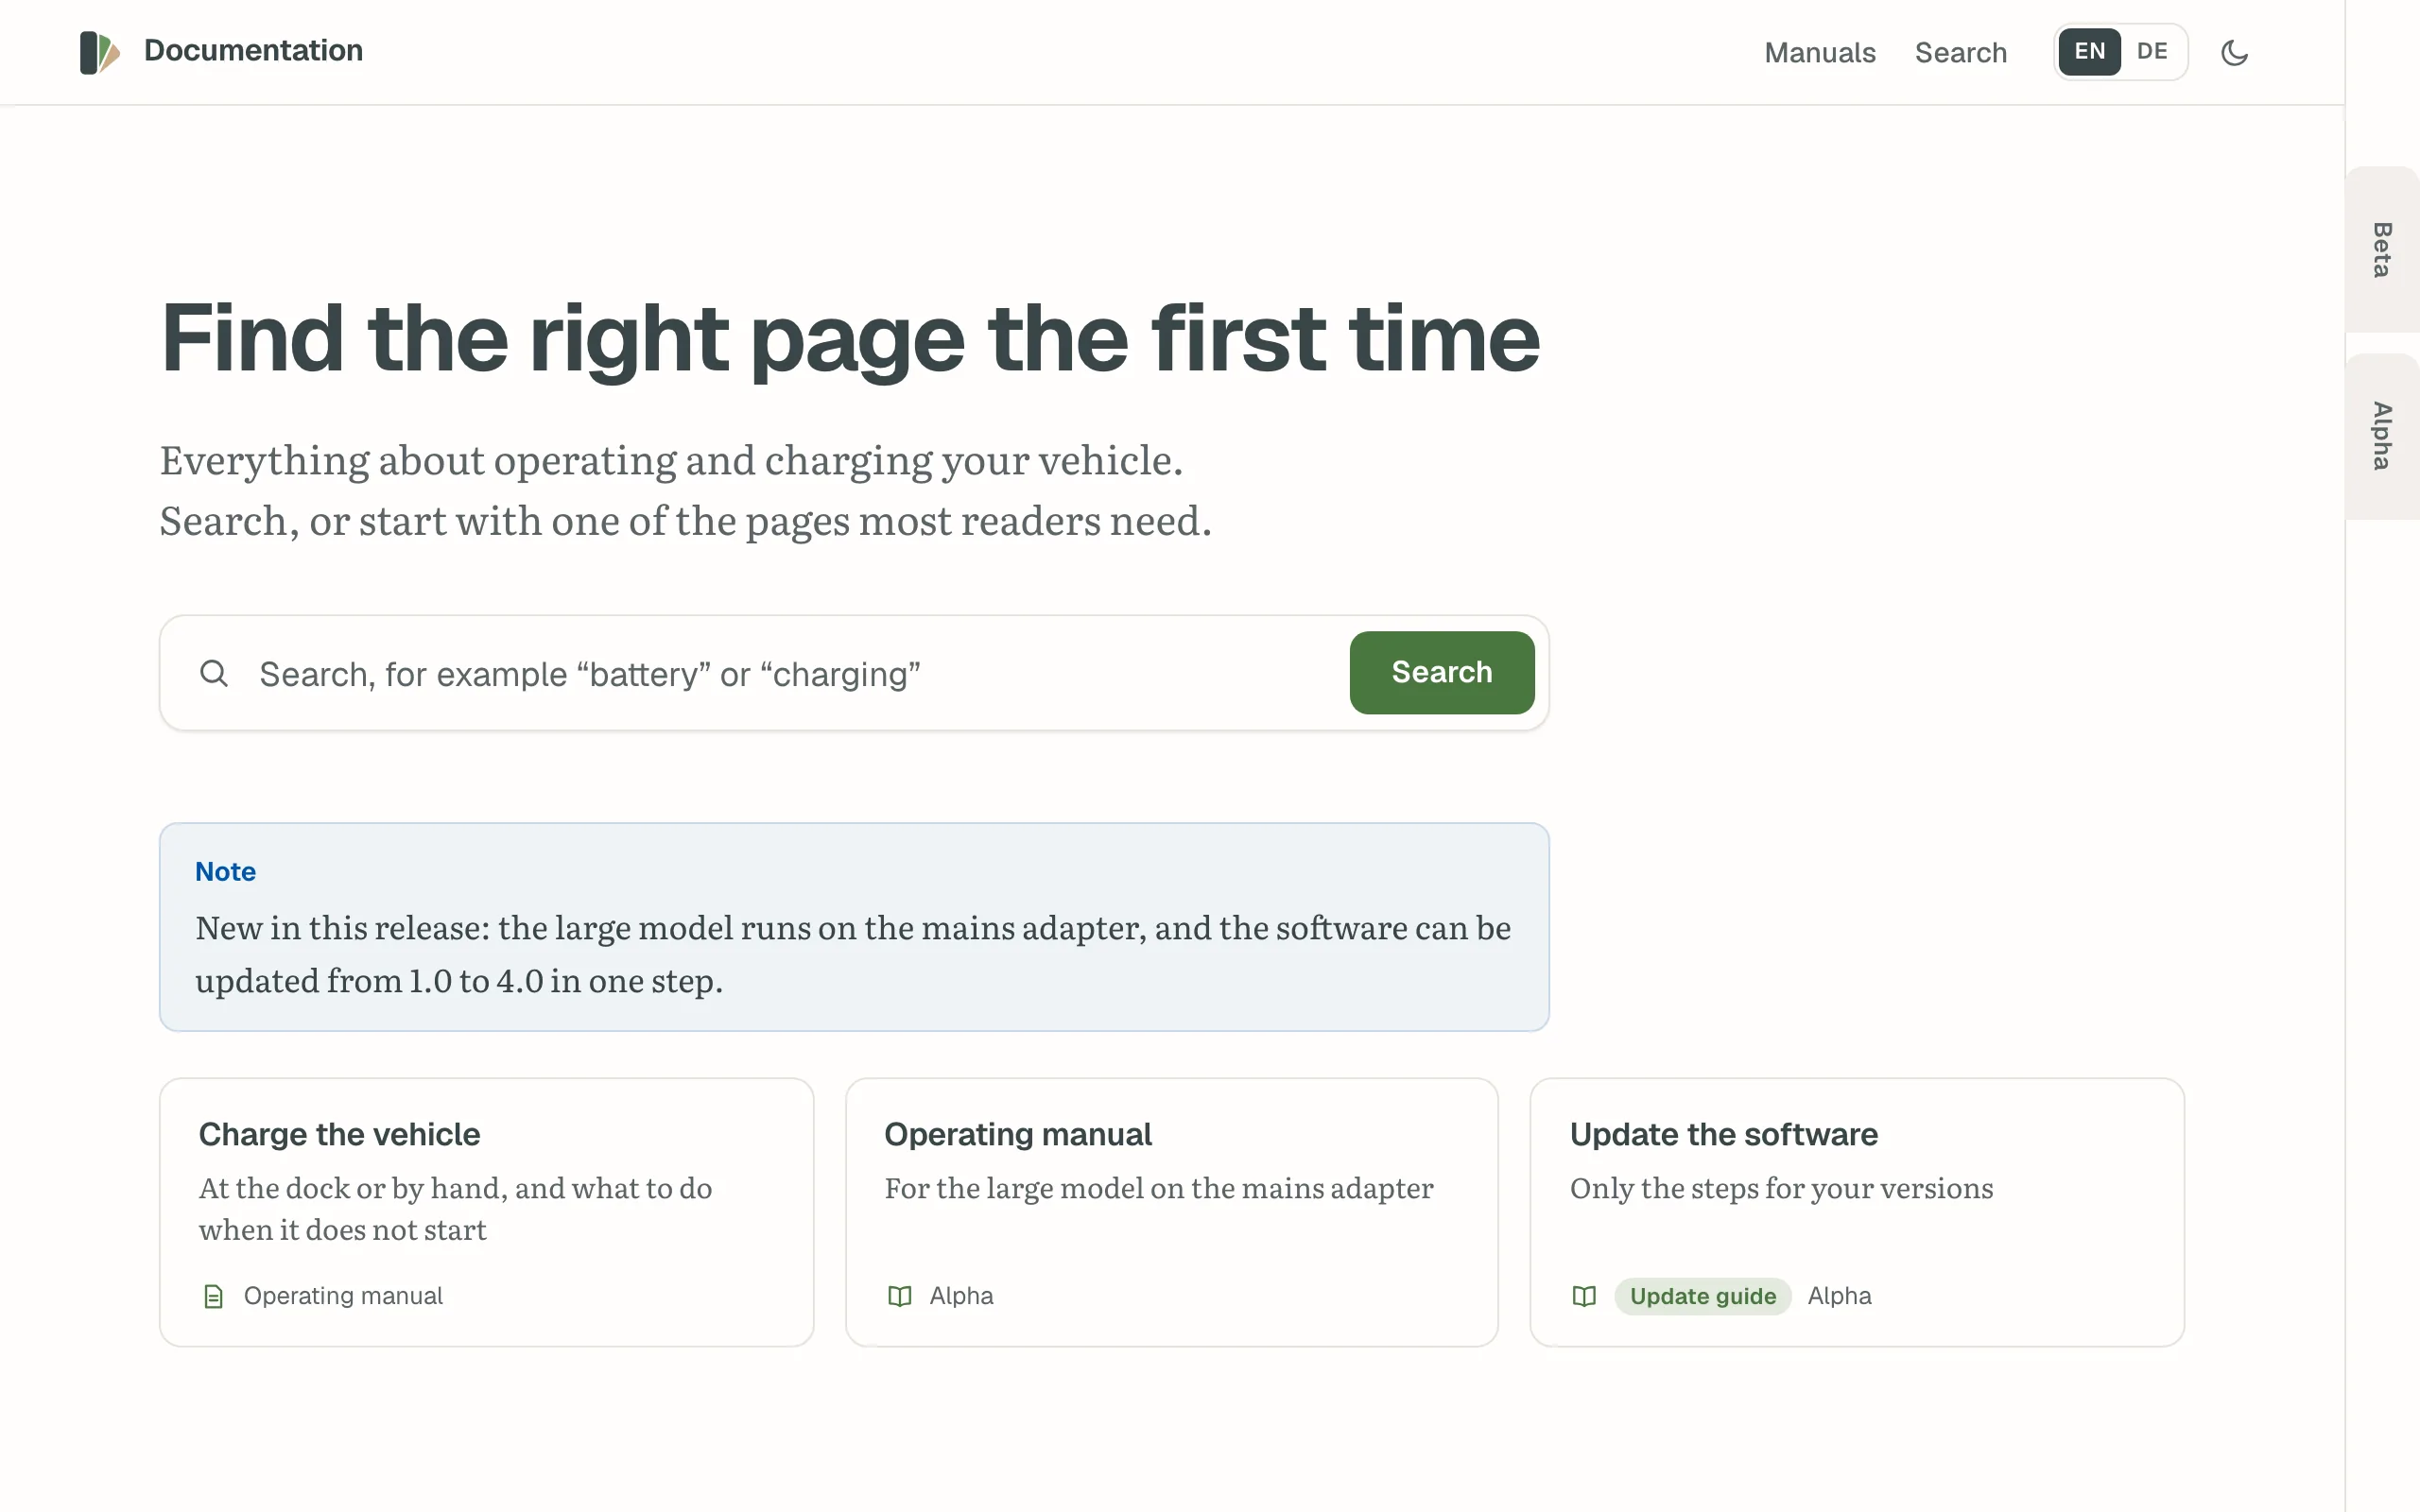 Documentation
Manuals
Search
EN
DE
Beta
Alpha
Find the right page the first time
Everything about operating and charging your vehicle.
Search, or start with one of the pages most readers need.
Search, for example “battery” or “charging”
Search
Note
New in this release: the large model runs on the mains adapter, and the software can be
updated from 1.0 to 4.0 in one step.
Charge the vehicle
At the dock or by hand, and what to do
when it does not start
Operating manual
Operating manual
For the large model on the mains adapter
Alpha
Update the software
Only the steps for your versions
Update guide
Alpha